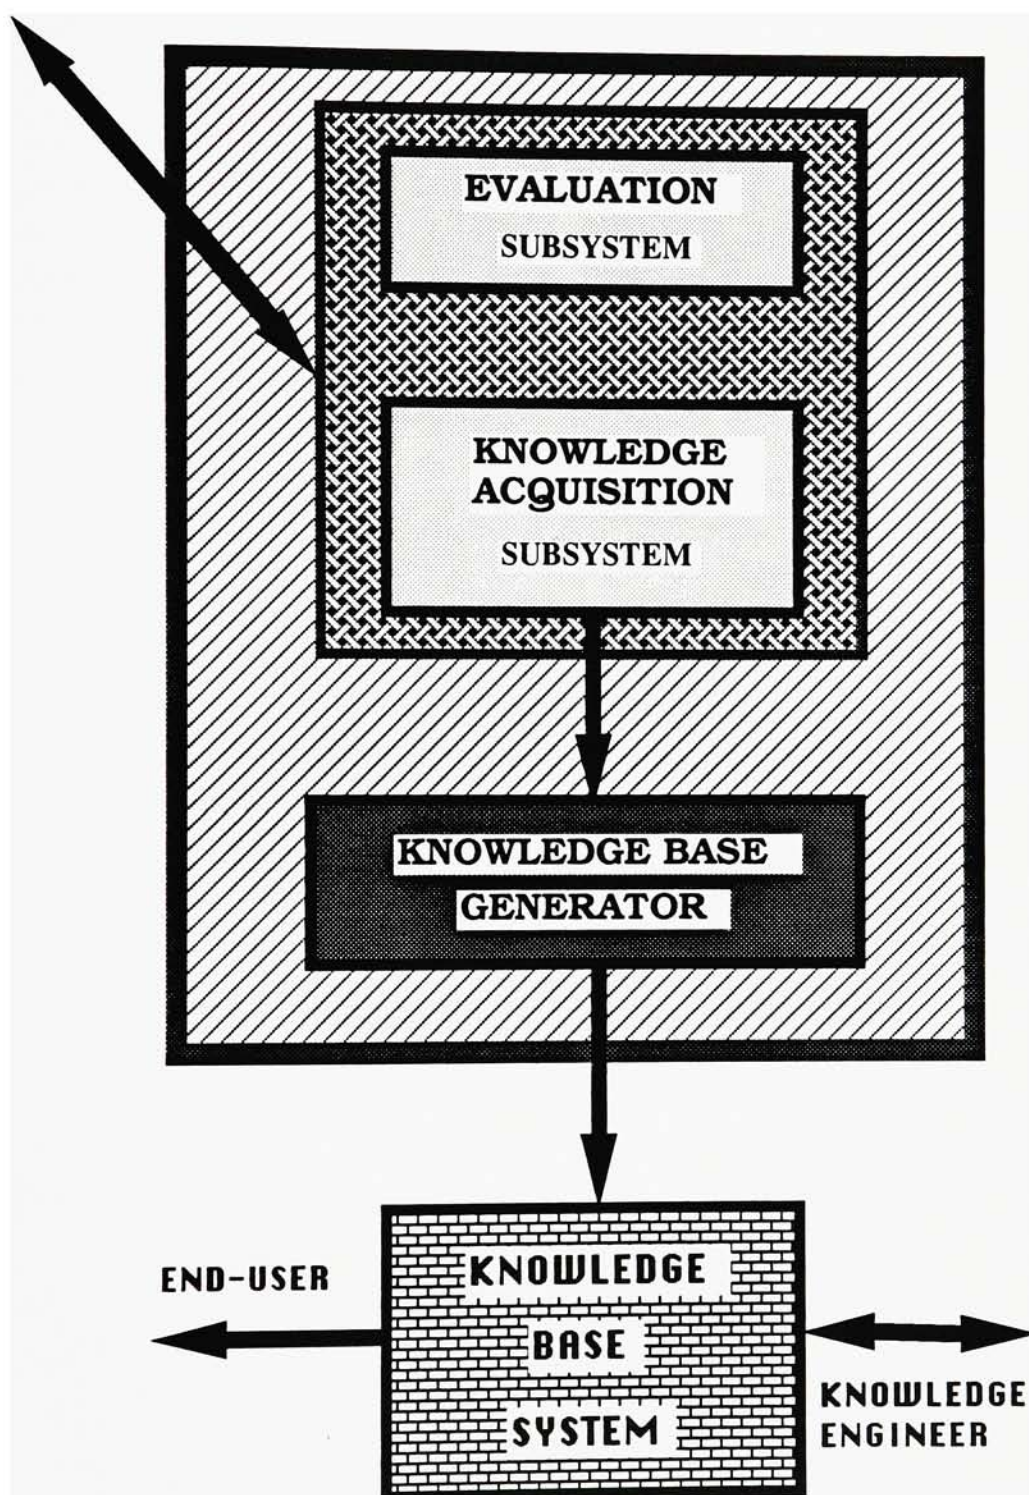 EVALUATION
SUBSYSTEM
KNOWLEDGE
ACQUISITION
SUBSYSTEM
KNOWLEDGE BASE
GENERATOR
END-USER
KNOWLEDGE
BASE
SYSTEM
KNOWLEDGE
ENGINEER